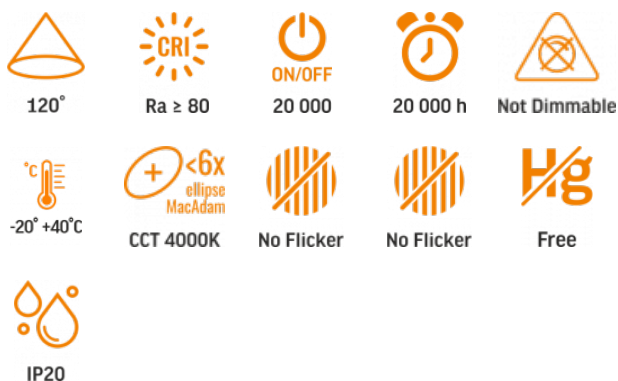 CRI
ON/OFF
120°
Ra ≥ 80
20 000
20 000 h
Not Dimmable
°C
<6x
ellipse
MacAdam
Hg
-20° +40°C
CCT 4000K
No Flicker
No Flicker
Free
IP20